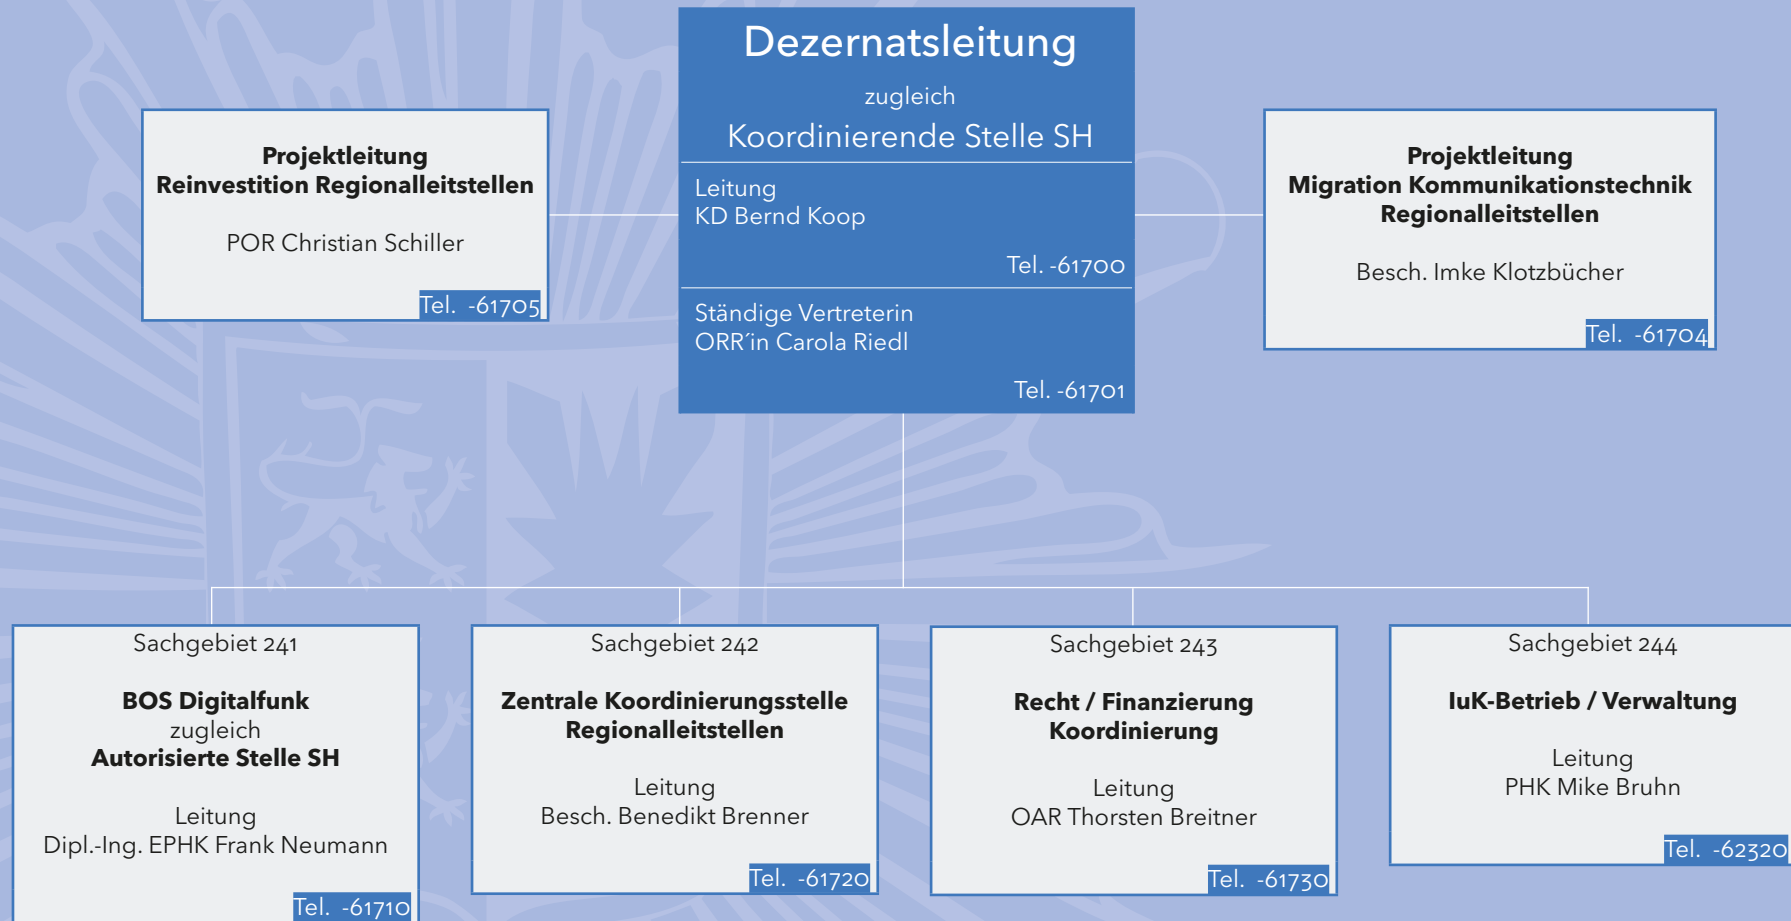 Dezernatsleitung
zugleich
Koordinierende Stelle SH
Leitung
KD Bernd Koop
Tel. -61700
Ständige Vertreterin
ORR´in Carola Riedl
Tel. -61701
Projektleitung
Reinvestition Regionalleitstellen
POR Christian Schiller
Tel. -61705
Projektleitung
Migration Kommunikationstechnik
Regionalleitstellen
Besch. Imke Klotzbücher
Tel. -61704
Sachgebiet 241
BOS Digitalfunk
zugleich
Autorisierte Stelle SH
Leitung
Dipl.-Ing. EPHK Frank Neumann
Tel. -61710
Sachgebiet 242
Zentrale Koordinierungsstelle
Regionalleitstellen
Leitung
Besch. Benedikt Brenner
Tel. -61720
Sachgebiet 243
Recht / Finanzierung
Koordinierung
Leitung
OAR Thorsten Breitner
Tel. -61730
Sachgebiet 244
IuK-Betrieb / Verwaltung
Leitung
PHK Mike Bruhn
Tel. -62320